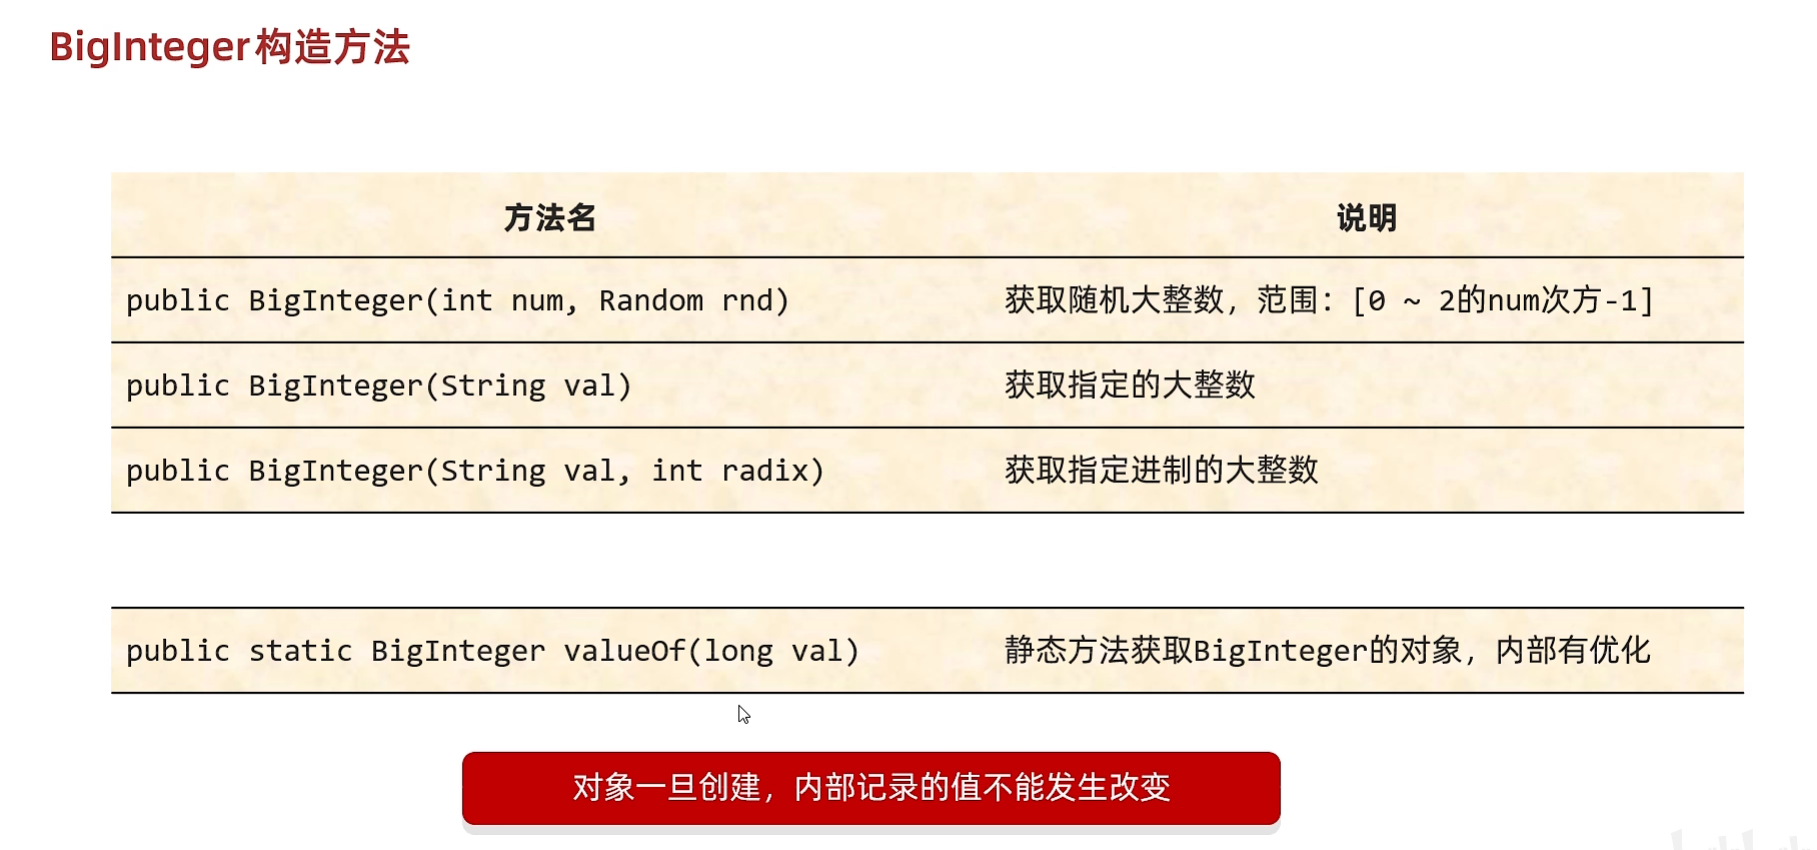 BigInteger构造方法
方法名 说明
public BigInteger(int num, Random rnd) 获取随机大整数，范围：[0 ~ 2的num次方-1]
public BigInteger(String val) 获取指定的大整数
public BigInteger(String val, int radix) 获取指定进制的大整数
public static BigInteger valueOf(long val) 静态方法获取BigInteger的对象，内部有优化
对象一旦创建，内部记录的值不能发生改变